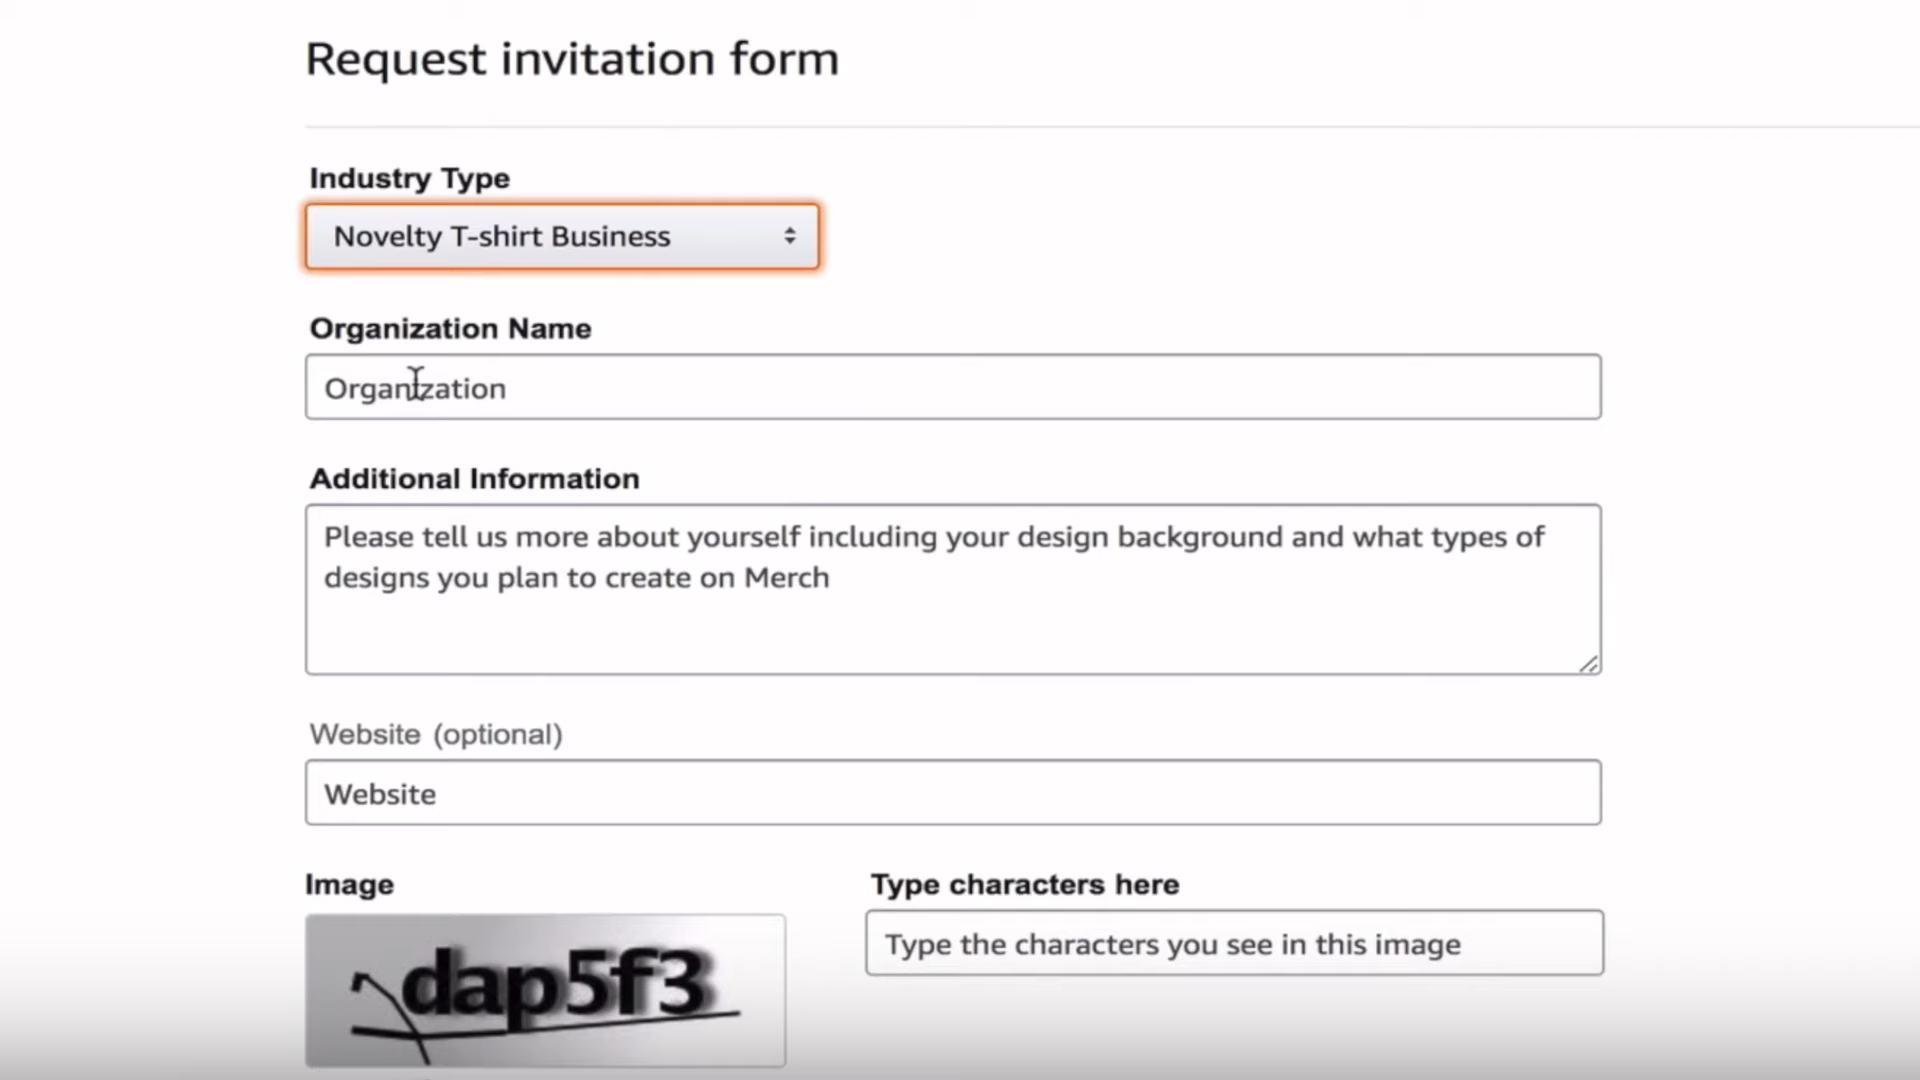 Request invitation form
Industry Type
Novelty T-shirt Business
Organization Name
Organization
Additional Information
Please tell us more about yourself including your design background and what types of
designs you plan to create on Merch
Website (optional)
Website
Image
Type characters here
dap5f3
Type the characters you see in this image